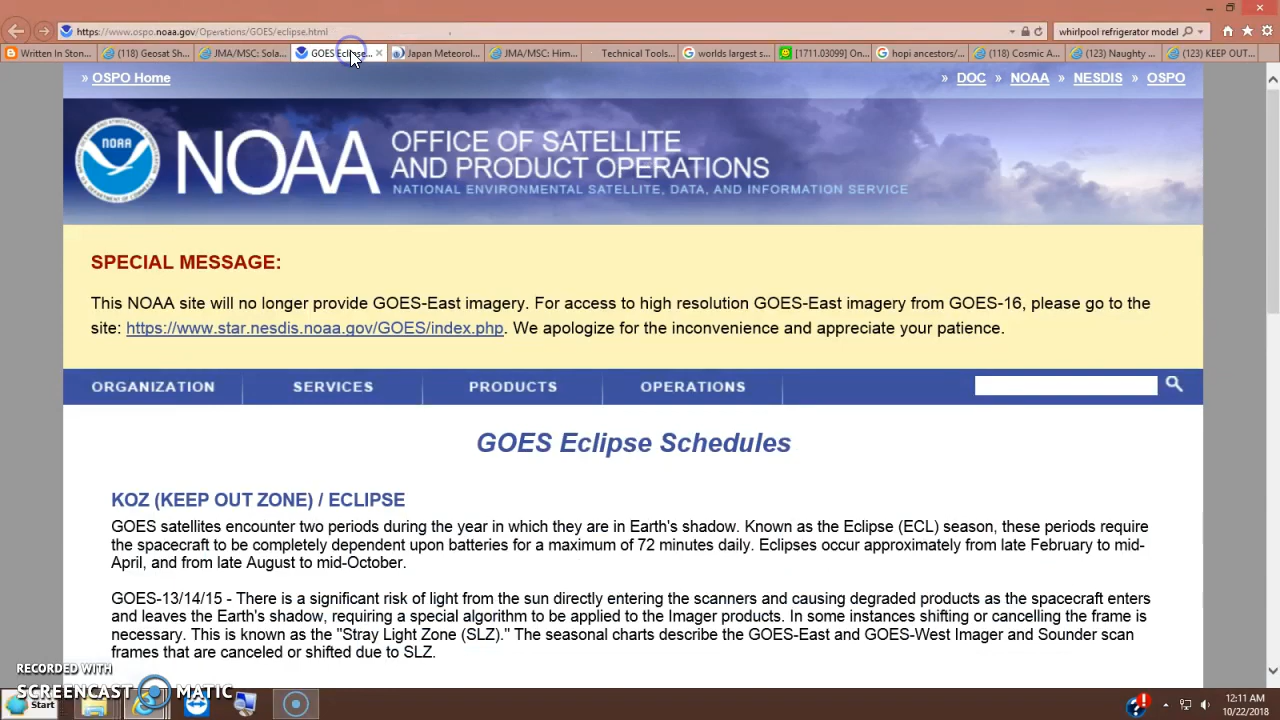 https://www.ospo.noaa.gov/Operations/GOES/eclipse.html
whirlpool refrigerator model
Written In Ston...
(118) Geosat Sh...
JMA/MSC: Sola...
GOES Eclipse...
Japan Meteorol...
JMA/MSC: Him...
Technical Tools...
worlds largest s...
[1711.03099] On...
hopi ancestors/...
(118) Cosmic A...
(123) Naughty ...
(123) KEEP OUT...
» OSPO Home
» DOC » NOAA » NESDIS » OSPO
NOAA
NOAA
OFFICE OF SATELLITE
AND PRODUCT OPERATIONS
NATIONAL ENVIRONMENTAL SATELLITE, DATA, AND INFORMATION SERVICE
SPECIAL MESSAGE:
This NOAA site will no longer provide GOES-East imagery. For access to high resolution GOES-East imagery from GOES-16, please go to the
site: https://www.star.nesdis.noaa.gov/GOES/index.php. We apologize for the inconvenience and appreciate your patience.
ORGANIZATION
SERVICES
PRODUCTS
OPERATIONS
GOES Eclipse Schedules
KOZ (KEEP OUT ZONE) / ECLIPSE
GOES satellites encounter two periods during the year in which they are in Earth's shadow. Known as the Eclipse (ECL) season, these periods require
the spacecraft to be completely dependent upon batteries for a maximum of 72 minutes daily. Eclipses occur approximately from late February to mid-
April, and from late August to mid-October.
GOES-13/14/15 - There is a significant risk of light from the sun directly entering the scanners and causing degraded products as the spacecraft enters
and leaves the Earth's shadow, requiring a special algorithm to be applied to the Imager products. In some instances shifting or cancelling the frame is
necessary. This is known as the "Stray Light Zone (SLZ)." The seasonal charts describe the GOES-East and GOES-West Imager and Sounder scan
frames that are canceled or shifted due to SLZ.
RECORDED WITH
SCREENCAST MATIC
Start
12:11 AM
10/22/2018